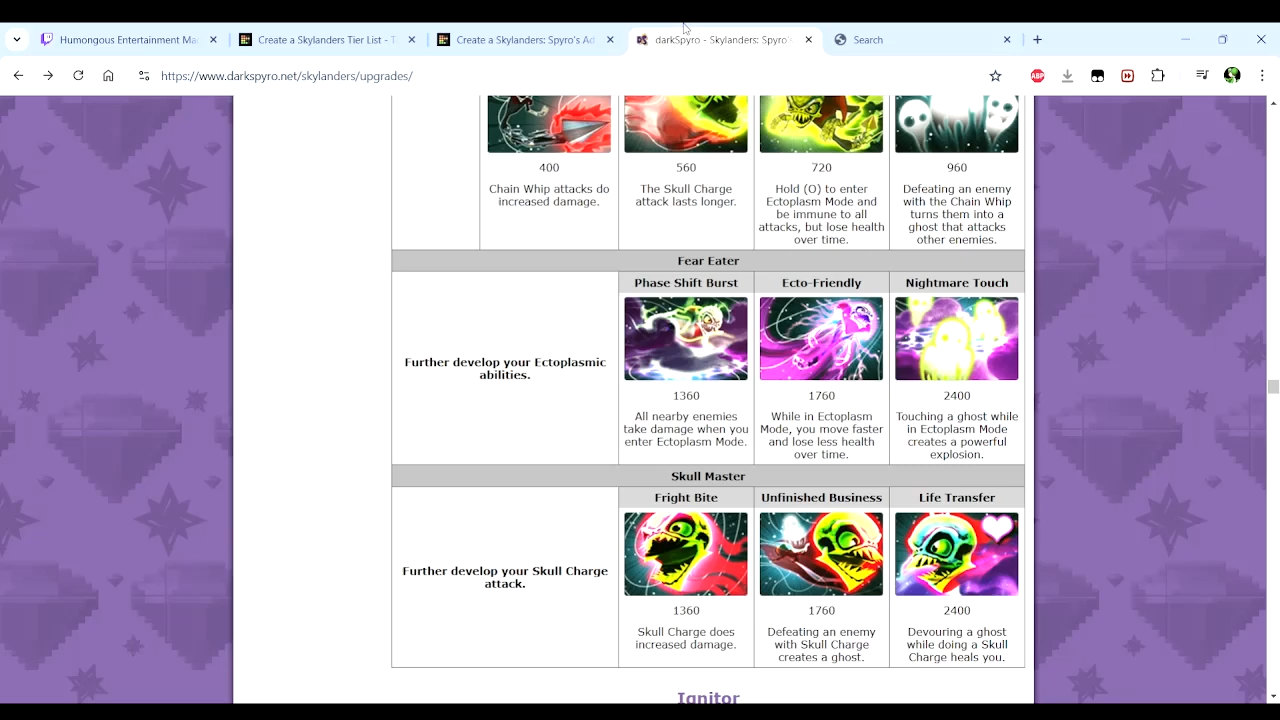 Humongous Entertainment Ma
Create a Skylanders Tier List - T
Create a Skylanders: Spyro's Ad
darkSpyro - Skylanders: Spyro'
Search
https://www.darkspyro.net/skylanders/upgrades/
ABP
400
560
720
960
Chain Whip attacks do
increased damage.
The Skull Charge
attack lasts longer.
Hold (O) to enter
Ectoplasm Mode and
be immune to all
attacks, but lose health
over time.
Defeating an enemy
with the Chain Whip
turns them into a
ghost that attacks
other enemies.
Fear Eater
Further develop your Ectoplasmic
abilities.
Phase Shift Burst
Ecto-Friendly
Nightmare Touch
1360
1760
2400
All nearby enemies
take damage when you
enter Ectoplasm Mode.
While in Ectoplasm
Mode, you move faster
and lose less health
over time.
Touching a ghost while
in Ectoplasm Mode
creates a powerful
explosion.
Skull Master
Further develop your Skull Charge
attack.
Fright Bite
Unfinished Business
Life Transfer
1360
1760
2400
Skull Charge does
increased damage.
Defeating an enemy
with Skull Charge
creates a ghost.
Devouring a ghost
while doing a Skull
Charge heals you.
Ignitor